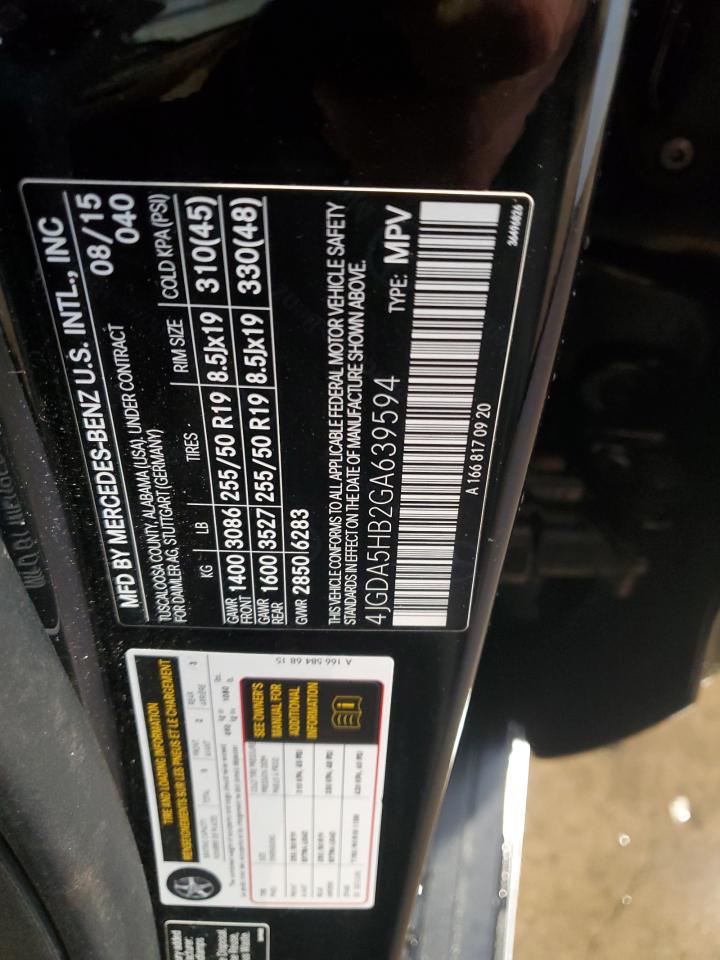 MFD BY MERCEDES-BENZ U.S. INTL., INC 08/15
TUSCALOOSA COUNTY, ALABAMA (USA), UNDER CONTRACT 040
FOR DAIMLER AG, STUTTGART (GERMANY)
KG LB TIRES RIM SIZE COLD KPA (PSI)
GAWR FRONT 1400 3086 255/50 R19 8.5Jx19 310(45)
GAWR REAR 1600 3527 255/50 R19 8.5Jx19 330(48)
GVWR 2850 6283
THIS VEHICLE CONFORMS TO ALL APPLICABLE FEDERAL MOTOR VEHICLE SAFETY
STANDARDS IN EFFECT ON THE DATE OF MANUFACTURE SHOWN ABOVE.
4JGDA5HB2GA639594 TYPE: MPV
A 166 817 09 20
36496826
TIRE AND LOADING INFORMATION
RENSEIGNEMENTS SUR LES PNEUS ET LE CHARGEMENT
SEE OWNER'S
MANUAL FOR
ADDITIONAL
INFORMATION
A 166 584 68 15